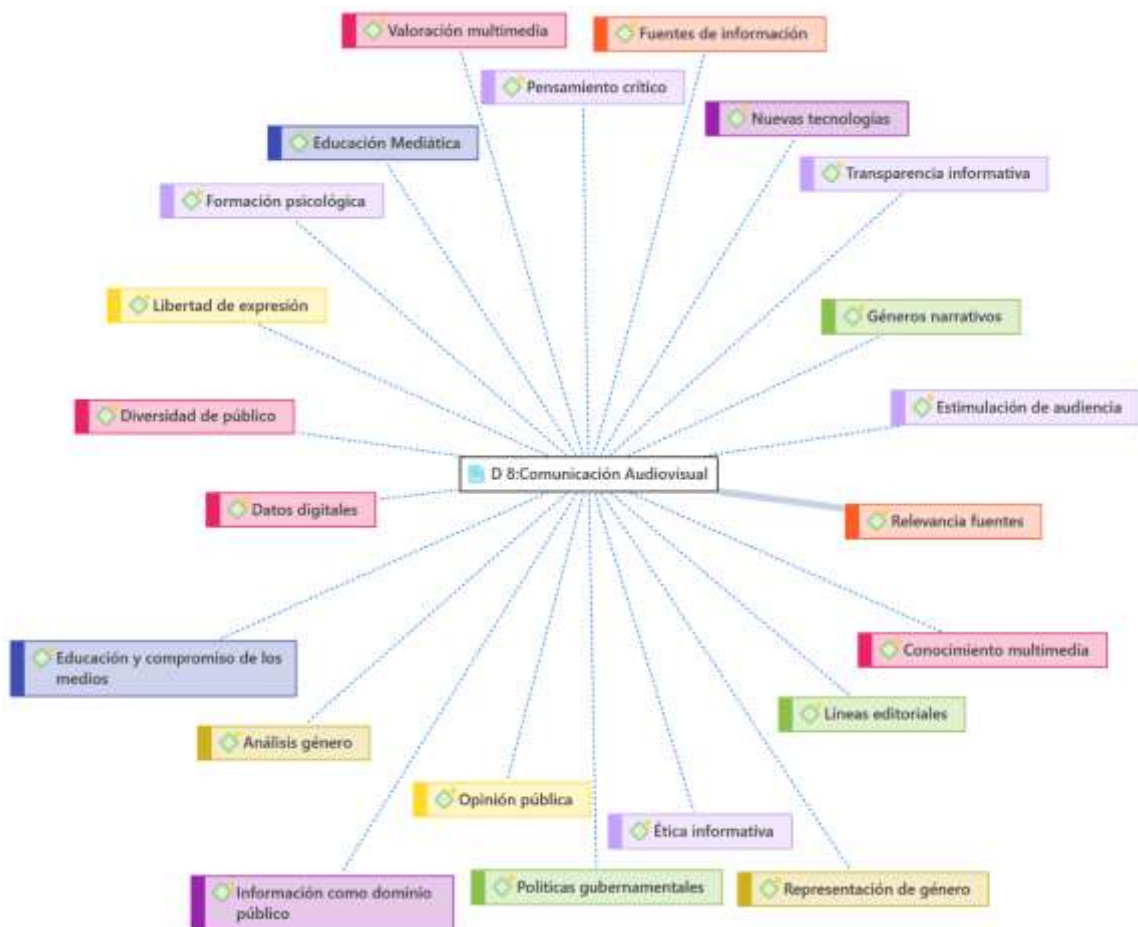 Valoración multimedia
Fuentes de información
Pensamiento crítico
Nuevas tecnologías
Educación Mediática
Transparencia informativa
Formación psicológica
Libertad de expresión
Géneros narrativos
Diversidad de público
Estimulación de audiencia
D 8:Comunicación Audiovisual
Datos digitales
Relevancia fuentes
Educación y compromiso de los
medios
Conocimiento multimedia
Líneas editoriales
Análisis género
Opinión pública
Ética informativa
Información como dominio
público
Políticas gubernamentales
Representación de género